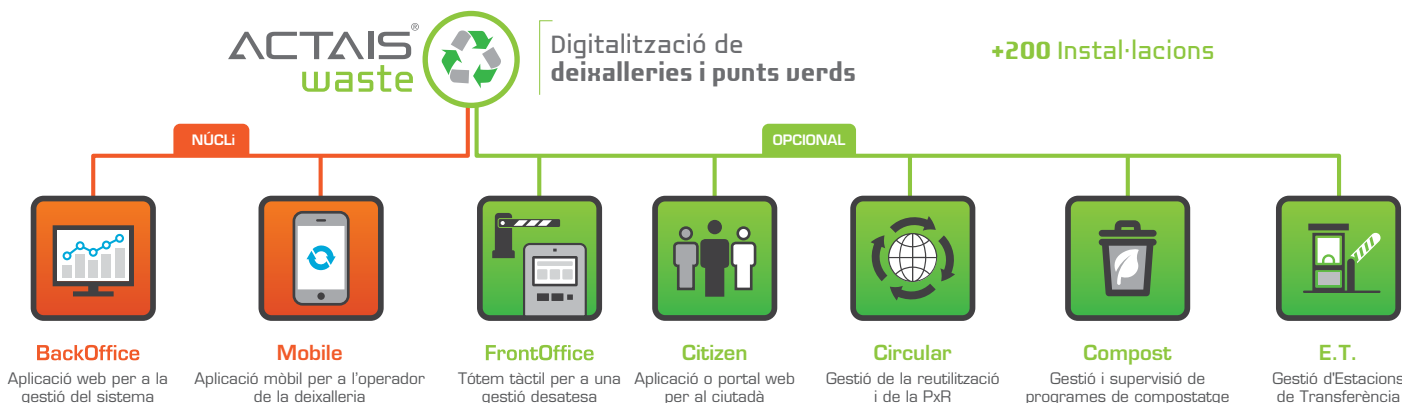 ACTAIS®
waste
Digitalització de
deixalleries i punts verds
+200 Instal·lacions
NÚCLi
OPCIONAL
BackOffice
Aplicació web per a la
gestió del sistema
Mobile
Aplicació mòbil per a l'operador
de la deixalleria
FrontOffice
Tótem tàctil per a una
gestió desatesa
Citizen
Aplicació o portal web
per al ciutadà
Circular
Gestió de la reutilització
i de la PxR
Compost
Gestió i supervisió de
programes de compostatge
E.T.
Gestió d'Estacions
de Transferència